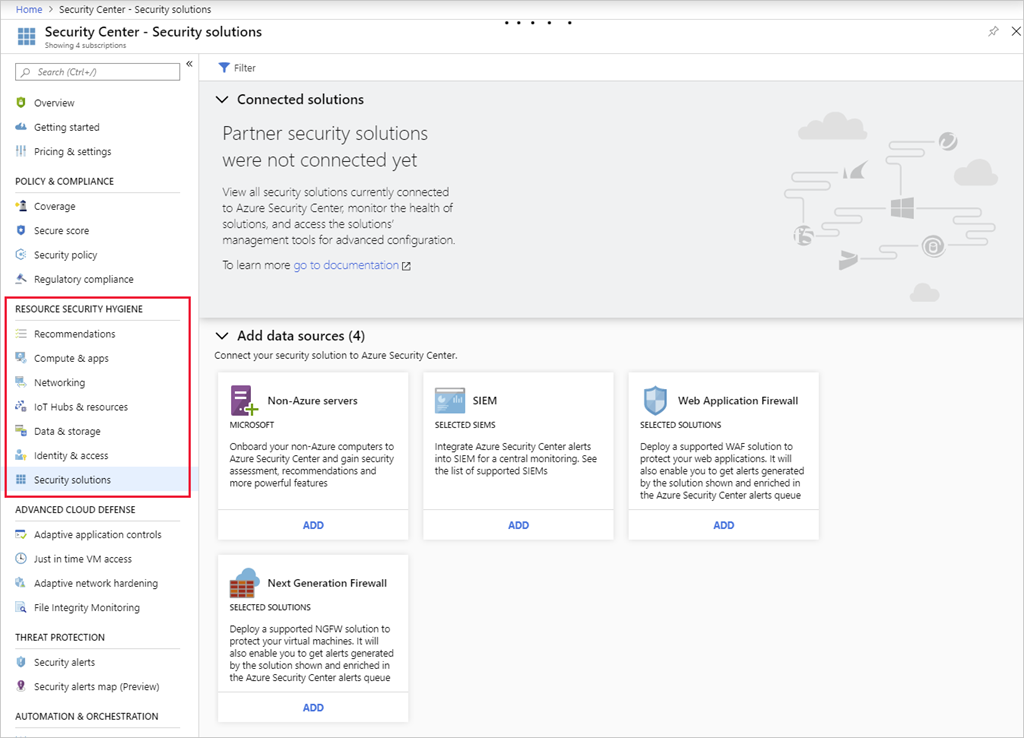 Home > Security Center - Security solutions
Security Center - Security solutions
Showing 4 subscriptions
Search (Ctrl+/)
«
Overview
Getting started
Pricing & settings
POLICY & COMPLIANCE
Coverage
Secure score
Security policy
Regulatory compliance
RESOURCE SECURITY HYGIENE
Recommendations
Compute & apps
Networking
IoT Hubs & resources
Data & storage
Identity & access
Security solutions
ADVANCED CLOUD DEFENSE
Adaptive application controls
Just in time VM access
Adaptive network hardening
File Integrity Monitoring
THREAT PROTECTION
Security alerts
Security alerts map (Preview)
AUTOMATION & ORCHESTRATION
Filter
Connected solutions
Partner security solutions
were not connected yet
View all security solutions currently connected
to Azure Security Center, monitor the health of
solutions, and access the solutions'
management tools for advanced configuration.
To learn more go to documentation
Add data sources (4)
Connect your security solution to Azure Security Center.
Non-Azure servers
MICROSOFT
Onboard your non-Azure computers to
Azure Security Center and gain security
assessment, recommendations and
more powerful features
ADD
SIEM
SELECTED SIEMS
Integrate Azure Security Center alerts
into SIEM for a central monitoring. See
the list of supported SIEMs
ADD
Web Application Firewall
SELECTED SOLUTIONS
Deploy a supported WAF solution to
protect your web applications. It will
also enable you to get alerts generated
by the solution shown and enriched in
the Azure Security Center alerts queue
ADD
Next Generation Firewall
SELECTED SOLUTIONS
Deploy a supported NGFW solution to
protect your virtual machines. It will
also enable you to get alerts generated
by the solution shown and enriched in
the Azure Security Center alerts queue
ADD